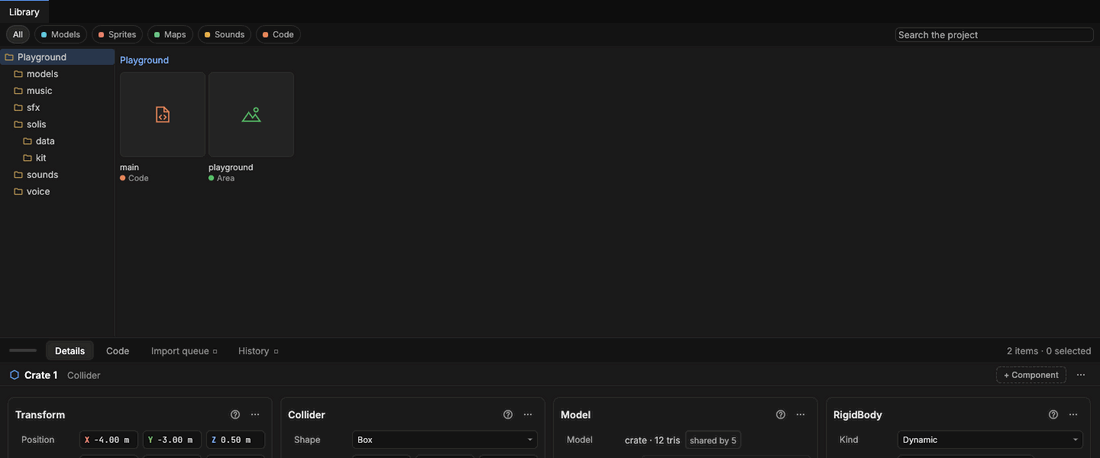 Library
All Models Sprites Maps Sounds Code Search the project
Playground
models
music
sfx
solis
data
kit
sounds
voice
Playground
main playground
Code Area
Details Code Import queue History 2 items · 0 selected
Crate 1 Collider + Component ...
Transform ? ... Collider ? ... Model ? ... RigidBody ? ...
Position X -4.00 m Y -3.00 m Z 0.50 m Shape Box Model crate · 12 tris shared by 5 Kind Dynamic